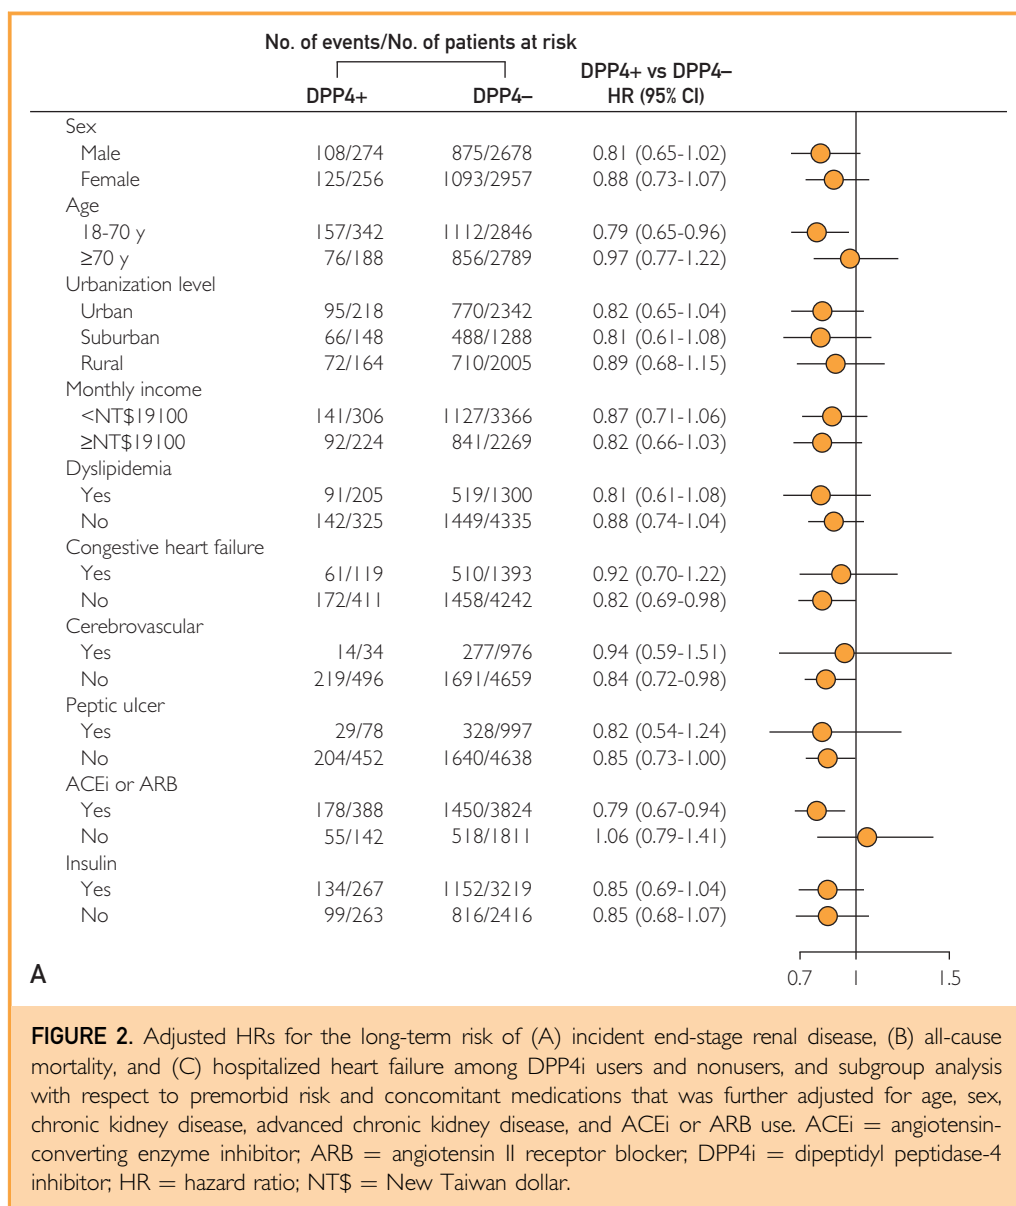 No. of events/No. of patients at risk
DPP4+ DPP4– DPP4+ vs DPP4– HR (95% CI)
Sex
Male 108/274 875/2678 0.81 (0.65-1.02)
Female 125/256 1093/2957 0.88 (0.73-1.07)
Age
18-70 y 157/342 1112/2846 0.79 (0.65-0.96)
≥70 y 76/188 856/2789 0.97 (0.77-1.22)
Urbanization level
Urban 95/218 770/2342 0.82 (0.65-1.04)
Suburban 66/148 488/1288 0.81 (0.61-1.08)
Rural 72/164 710/2005 0.89 (0.68-1.15)
Monthly income
<NT$19100 141/306 1127/3366 0.87 (0.71-1.06)
≥NT$19100 92/224 841/2269 0.82 (0.66-1.03)
Dyslipidemia
Yes 91/205 519/1300 0.81 (0.61-1.08)
No 142/325 1449/4335 0.88 (0.74-1.04)
Congestive heart failure
Yes 61/119 510/1393 0.92 (0.70-1.22)
No 172/411 1458/4242 0.82 (0.69-0.98)
Cerebrovascular
Yes 14/34 277/976 0.94 (0.59-1.51)
No 219/496 1691/4659 0.84 (0.72-0.98)
Peptic ulcer
Yes 29/78 328/997 0.82 (0.54-1.24)
No 204/452 1640/4638 0.85 (0.73-1.00)
ACEi or ARB
Yes 178/388 1450/3824 0.79 (0.67-0.94)
No 55/142 518/1811 1.06 (0.79-1.41)
Insulin
Yes 134/267 1152/3219 0.85 (0.69-1.04)
No 99/263 816/2416 0.85 (0.68-1.07)
A
0.7 1 1.5
FIGURE 2. Adjusted HRs for the long-term risk of (A) incident end-stage renal disease, (B) all-cause
mortality, and (C) hospitalized heart failure among DPP4i users and nonusers, and subgroup analysis
with respect to premorbid risk and concomitant medications that was further adjusted for age, sex,
chronic kidney disease, advanced chronic kidney disease, and ACEi or ARB use. ACEi = angiotensin-
converting enzyme inhibitor; ARB = angiotensin II receptor blocker; DPP4i = dipeptidyl peptidase-4
inhibitor; HR = hazard ratio; NT$ = New Taiwan dollar.